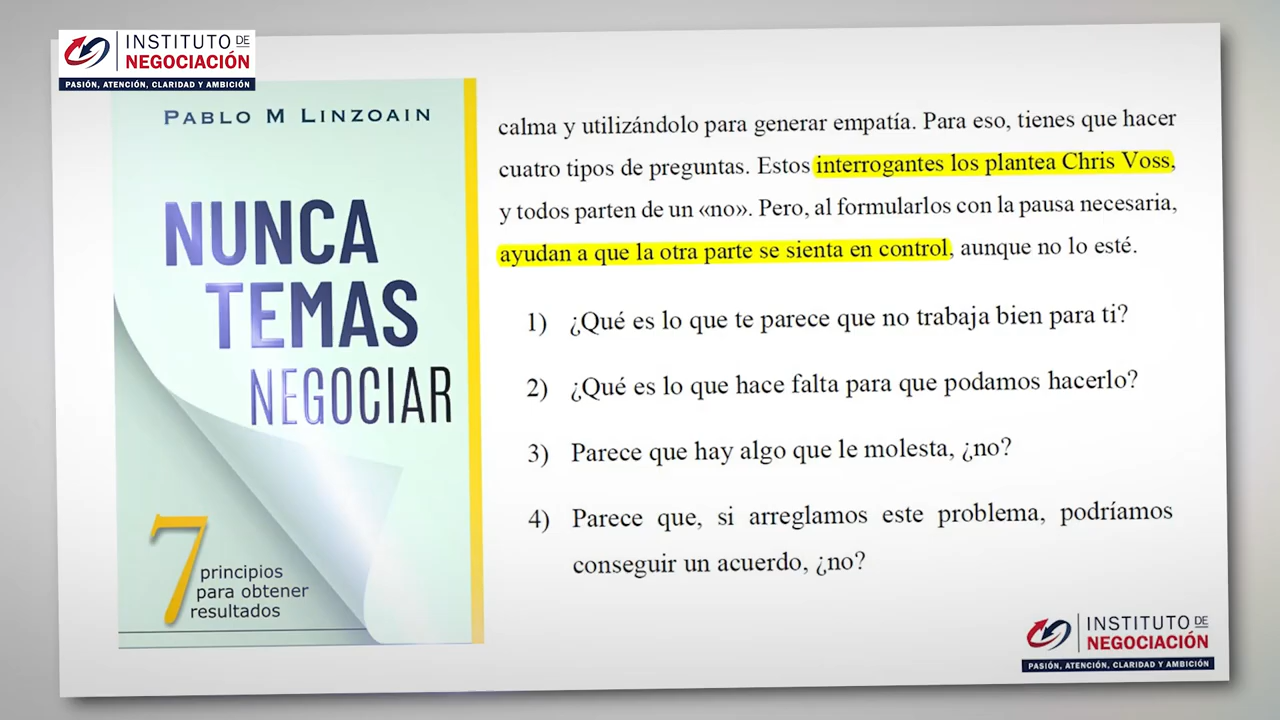 INSTITUTO DE
NEGOCIACIÓN
PASIÓN, ATENCIÓN, CLARIDAD Y AMBICIÓN
PABLO M LINZOAIN
NUNCA
TEMAS
NEGOCIAR
7 principios
para obtener
resultados
calma y utilizándolo para generar empatía. Para eso, tienes que hacer
cuatro tipos de preguntas. Estos interrogantes los plantea Chris Voss,
y todos parten de un «no». Pero, al formularlos con la pausa necesaria,
ayudan a que la otra parte se sienta en control, aunque no lo esté.
1) ¿Qué es lo que te parece que no trabaja bien para ti?
2) ¿Qué es lo que hace falta para que podamos hacerlo?
3) Parece que hay algo que le molesta, ¿no?
4) Parece que, si arreglamos este problema, podríamos
conseguir un acuerdo, ¿no?
INSTITUTO DE
NEGOCIACIÓN
PASIÓN, ATENCIÓN, CLARIDAD Y AMBICIÓN